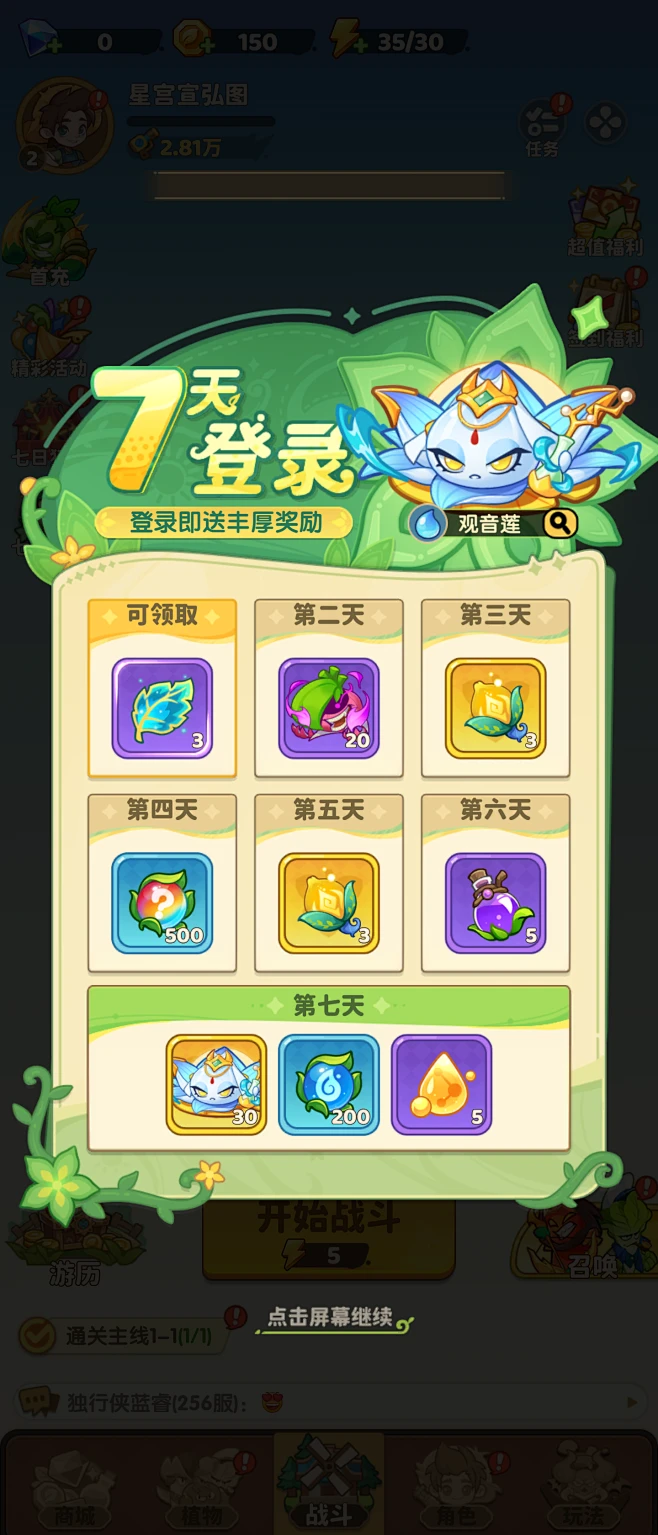 0
150
35/30
星宫宣弘图
2
2.81万
任务
超值福利
首充
签到福利
精彩活动
7天登录
登录即送丰厚奖励
观音莲
可领取
第二天
第三天
3
20
3
第四天
第五天
第六天
500
3
5
第七天
30
200
5
开始战斗
5
游历
召唤
点击屏幕继续
通关主线1-1(1/1)
独行侠蓝睿(256服):
商城
植物
战斗
角色
玩法